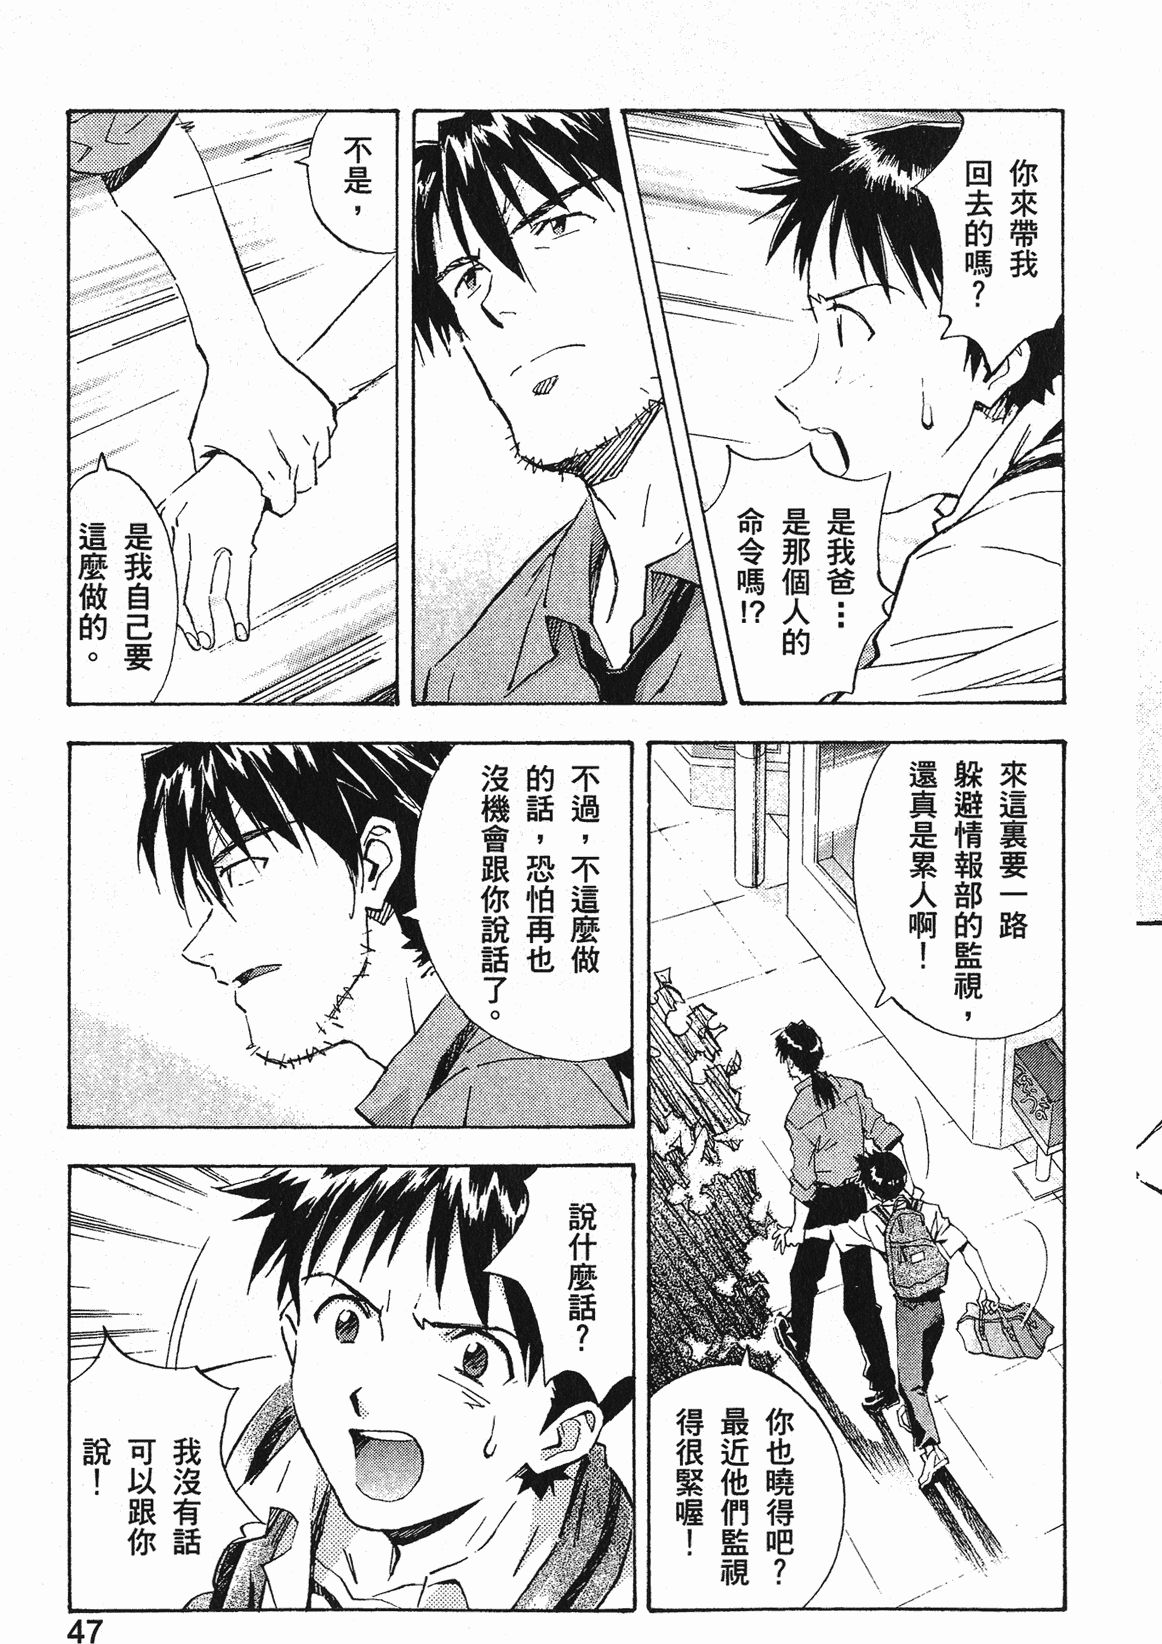 你來帶我
回去的嗎?
是我爸…
是那個人的
命令嗎!?
不是，
是我自己要
這麼做的。
來這裏要一路
躲避情報部的監視，
還真是累人啊!
你也曉得吧?
最近他們監視
得很緊喔!
不過，不這麼做
的話，恐怕再也
沒機會跟你說話了。
說什麼話?
我沒有話
可以跟你
說!
47